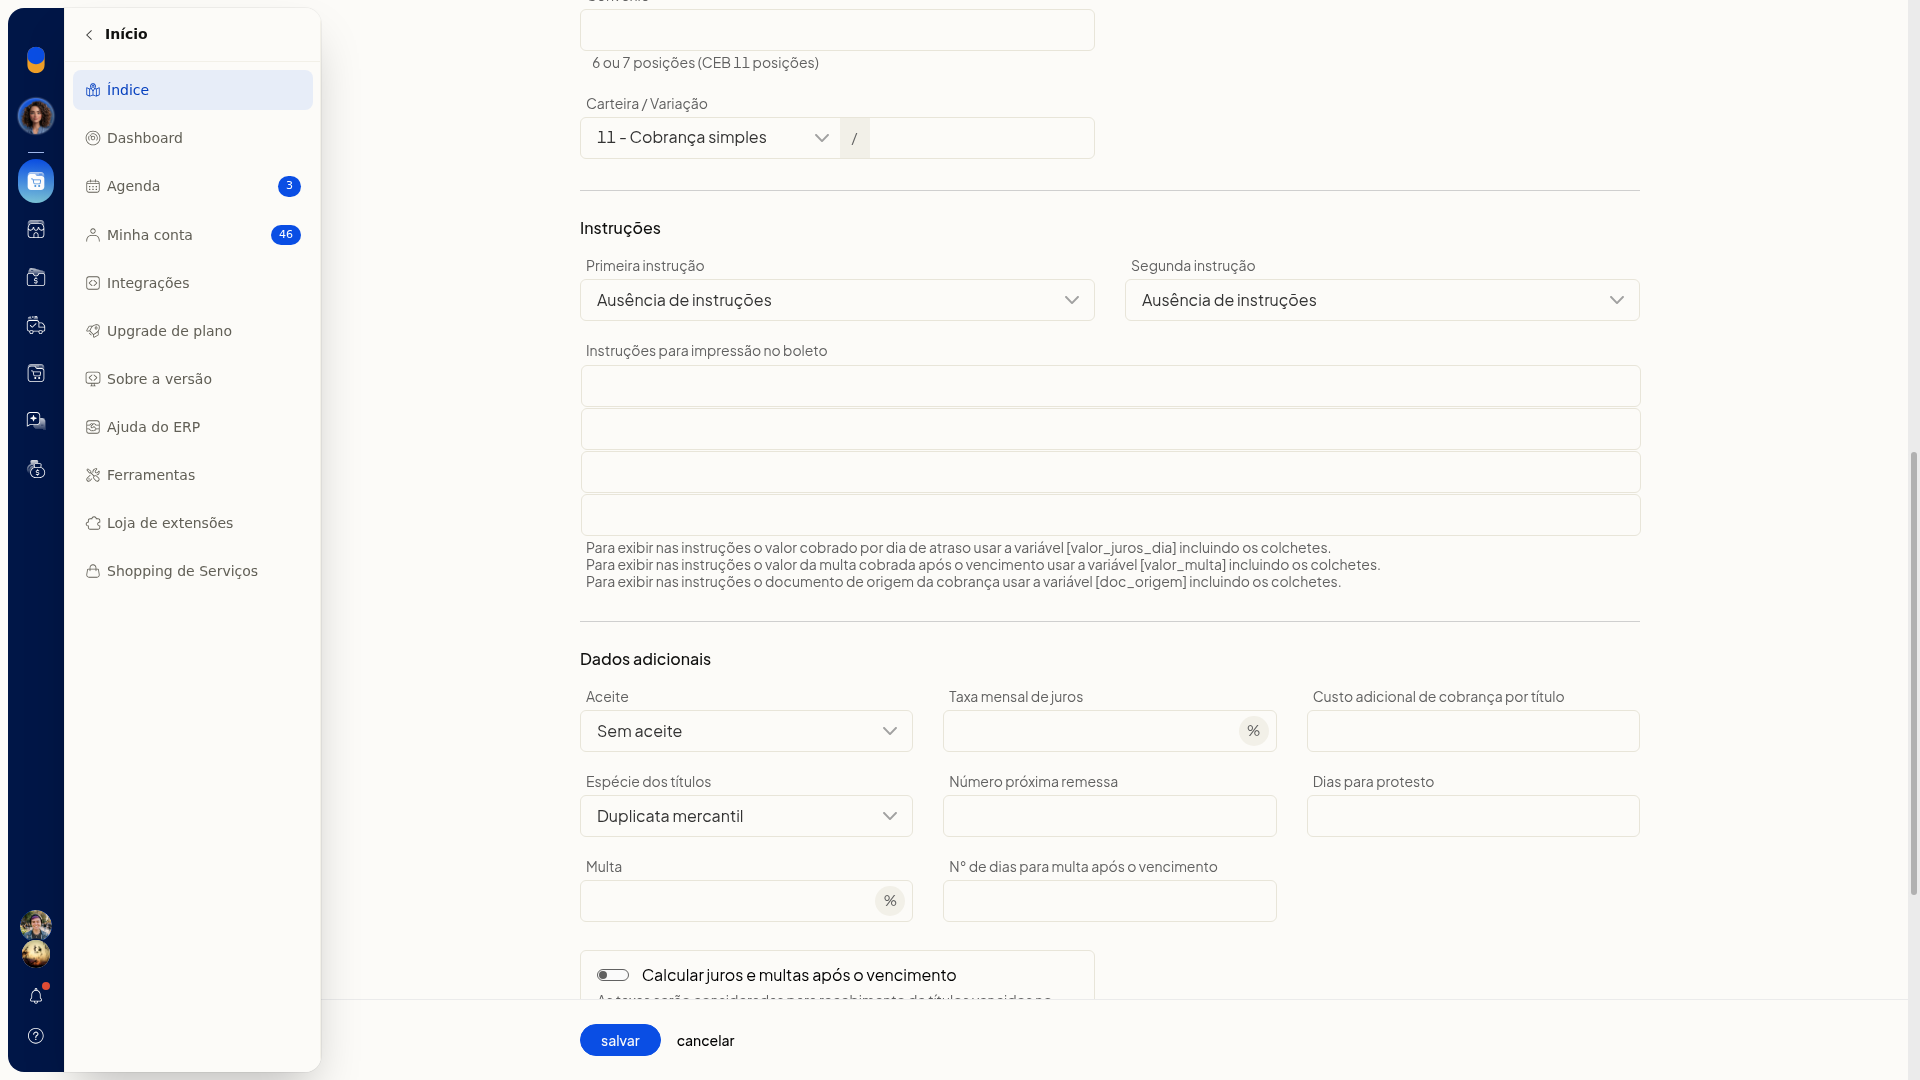 Início
Índice
Dashboard
Agenda
3
Minha conta
46
Integrações
Upgrade de plano
Sobre a versão
Ajuda do ERP
Ferramentas
Loja de extensões
Shopping de Serviços
6 ou 7 posições (CEB 11 posições)
Carteira / Variação
11 - Cobrança simples
/
Instruções
Primeira instrução
Segunda instrução
Ausência de instruções
Ausência de instruções
Instruções para impressão no boleto
Para exibir nas instruções o valor cobrado por dia de atraso usar a variável [valor_juros_dia] incluindo os colchetes.
Para exibir nas instruções o valor da multa cobrada após o vencimento usar a variável [valor_multa] incluindo os colchetes.
Para exibir nas instruções o documento de origem da cobrança usar a variável [doc_origem] incluindo os colchetes.
Dados adicionais
Aceite
Taxa mensal de juros
Custo adicional de cobrança por título
Sem aceite
%
Espécie dos títulos
Número próxima remessa
Dias para protesto
Duplicata mercantil
Multa
N° de dias para multa após o vencimento
%
Calcular juros e multas após o vencimento
salvar
cancelar